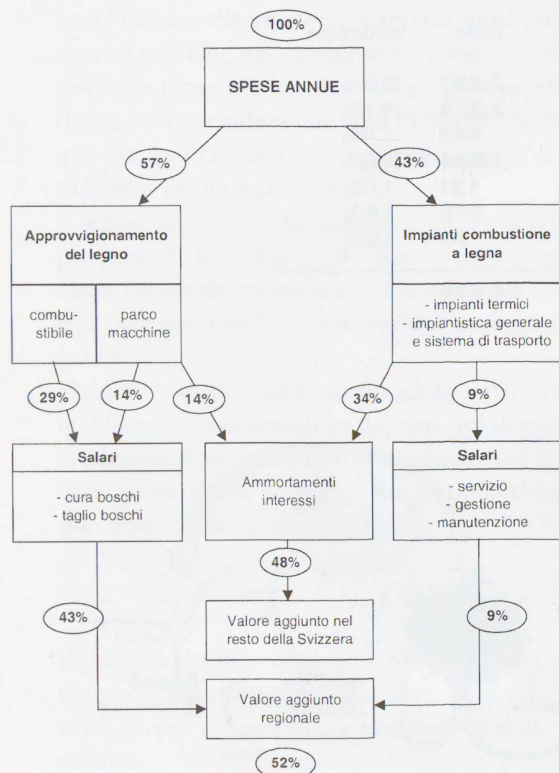 100%
SPESE ANNUE
57%
43%
Approvvigionamento
del legno
combu-
stibile
parco
macchine
Impianti combustione
a legna
- impianti termici
- impiantistica generale
e sistema di trasporto
29%
14%
14%
34%
9%
Salari
- cura boschi
- taglio boschi
Ammortamenti
interessi
Salari
- servizio
- gestione
- manutenzione
48%
43%
9%
Valore aggiunto nel
resto della Svizzera
Valore aggiunto
regionale
52%